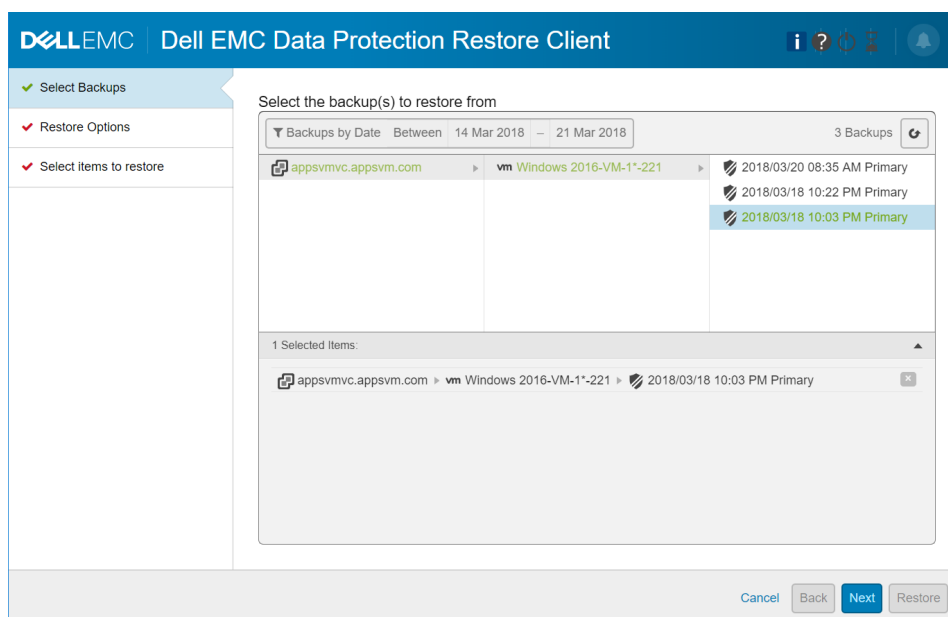 DELLEMC Dell EMC Data Protection Restore Client
Select Backups
Restore Options
Select items to restore
Select the backup(s) to restore from
Backups by Date Between 14 Mar 2018 – 21 Mar 2018 3 Backups
appsvmvc.appsvm.com vm Windows 2016-VM-1*-221 2018/03/20 08:35 AM Primary
2018/03/18 10:22 PM Primary
2018/03/18 10:03 PM Primary
1 Selected Items:
appsvmvc.appsvm.com vm Windows 2016-VM-1*-221 2018/03/18 10:03 PM Primary
Cancel Back Next Restore